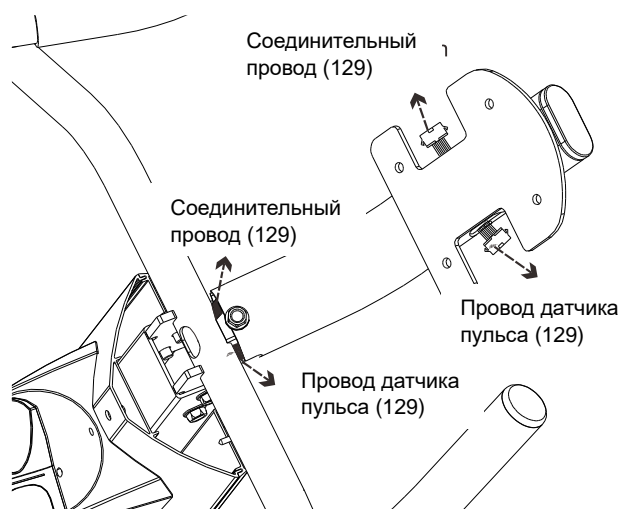 Соединительный
провод (129)
Соединительный
провод (129)
Провод датчика
пульса (129)
Провод датчика
пульса (129)